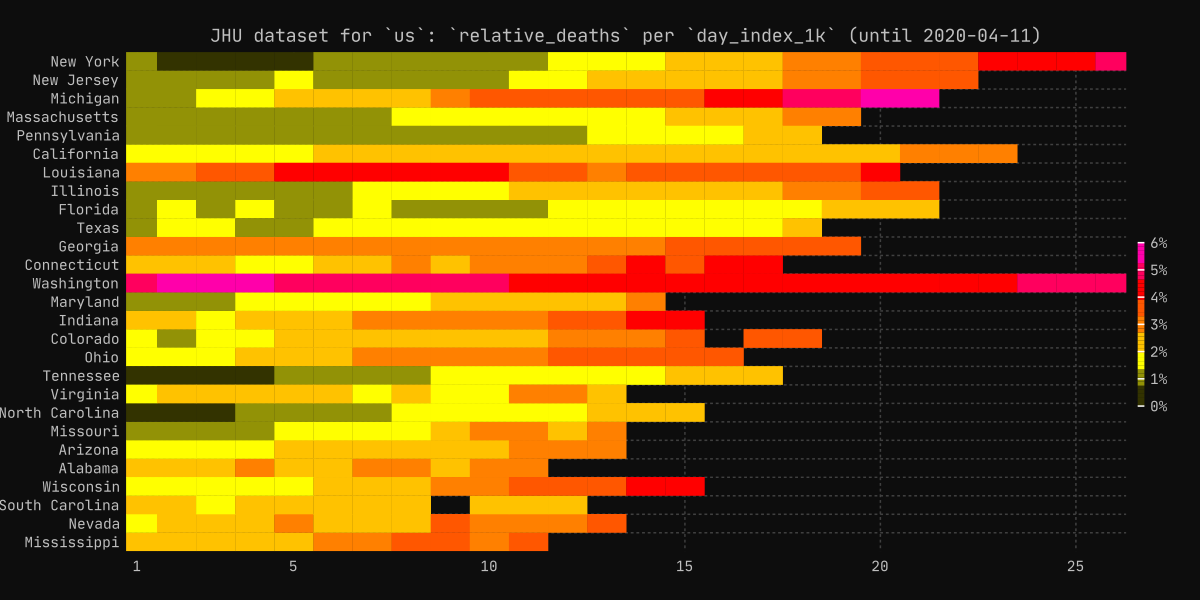 JHU dataset for `us`: `relative_deaths` per `day_index_1k` (until 2020-04-11)
New York
New Jersey
Michigan
Massachusetts
Pennsylvania
California
Louisiana
Illinois
Florida
Texas
Georgia
Connecticut
Washington
Maryland
Indiana
Colorado
Ohio
Tennessee
Virginia
North Carolina
Missouri
Arizona
Alabama
Wisconsin
South Carolina
Nevada
Mississippi
1 5 10 15 20 25
6%
5%
4%
3%
2%
1%
0%